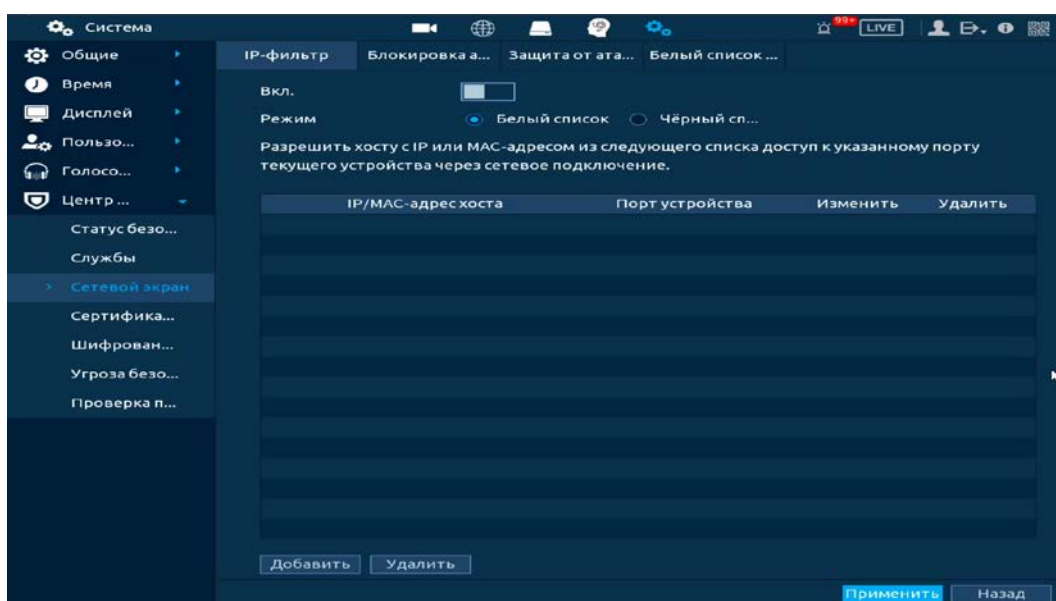 Система
99+
LIVE
Общие
Время
Дисплей
Пользо...
Голосо...
Центр ...
Статус безо...
Службы
Сетевой экран
Сертифика...
Шифрован...
Угроза безо...
Проверка п...
IP-фильтр Блокировка а... Защита от ата... Белый список ...
Вкл.
Режим Белый список Чёрный сп...
Разрешить хосту с IP или MAC-адресом из следующего списка доступ к указанному порту
текущего устройства через сетевое подключение.
IP/MAC-адрес хоста Порт устройства Изменить Удалить
Добавить Удалить
Применить Назад